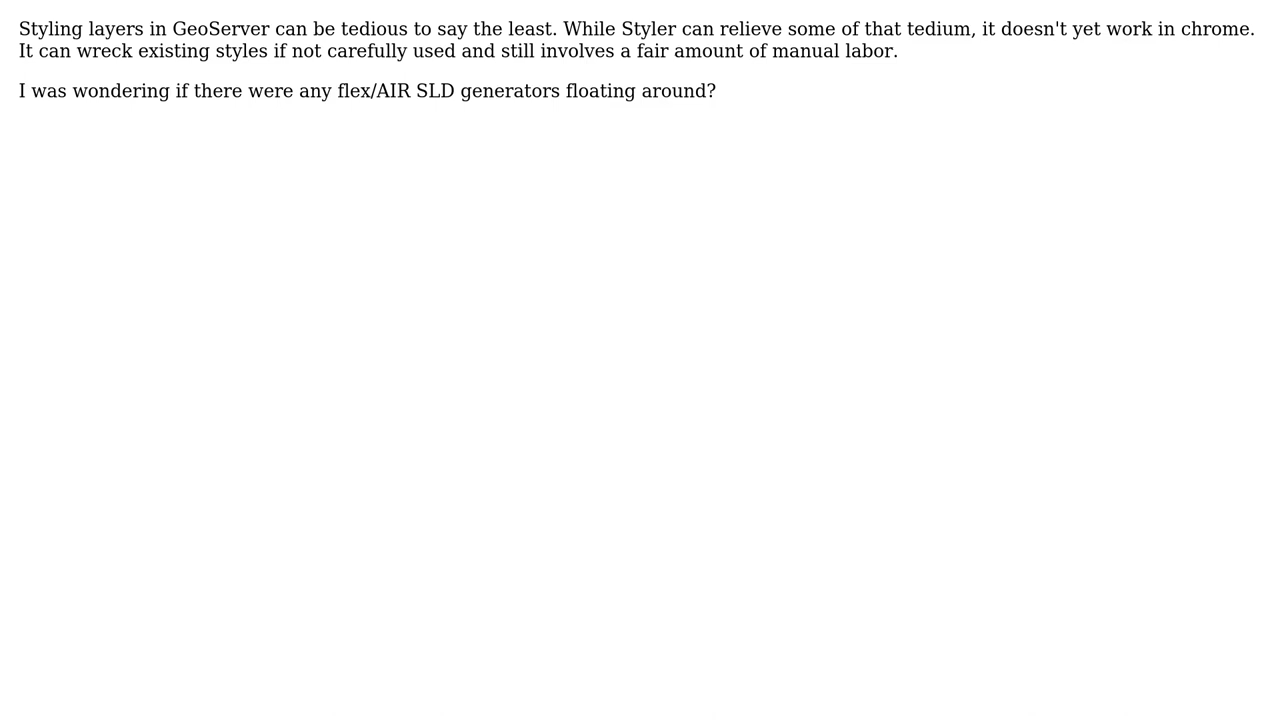 Styling layers in GeoServer can be tedious to say the least. While Styler can relieve some of that tedium, it doesn't yet work in chrome.
It can wreck existing styles if not carefully used and still involves a fair amount of manual labor.
I was wondering if there were any flex/AIR SLD generators floating around?